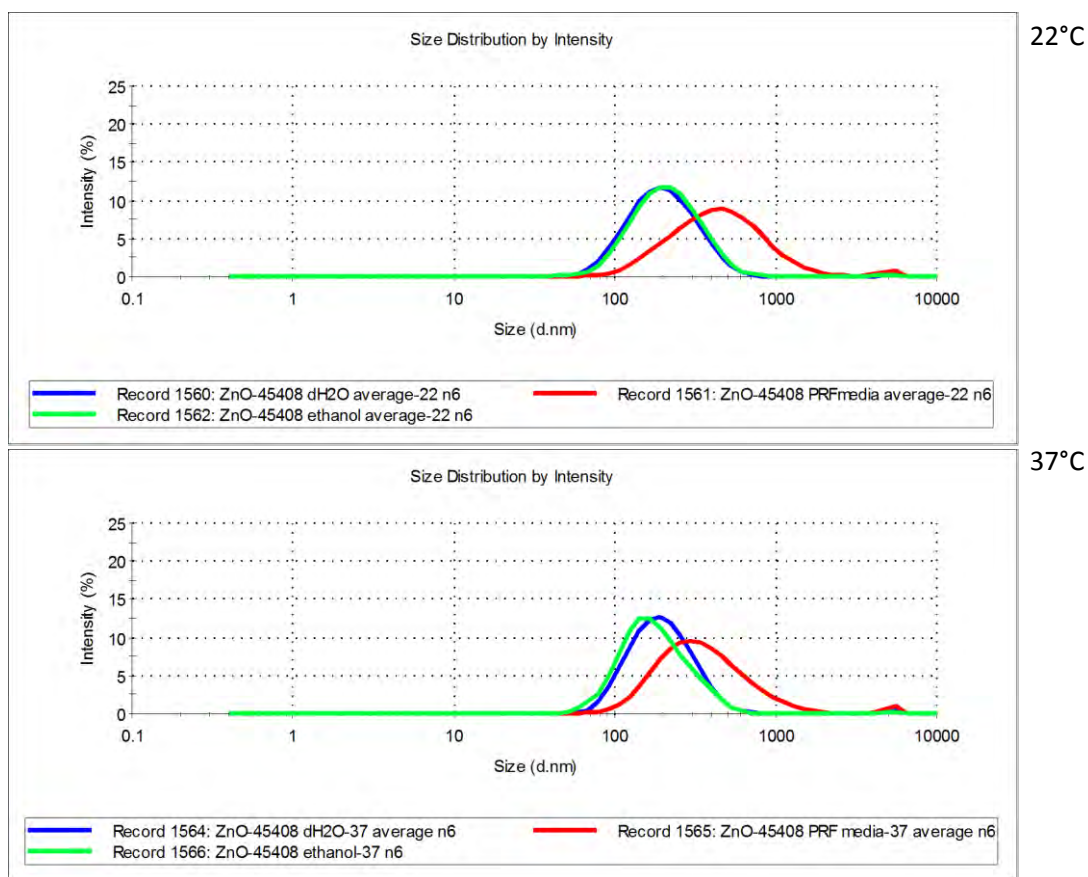 22°C
Size Distribution by Intensity
25
20
15
10
5
0
Intensity (%)
0.1 1 10 100 1000 10000
Size (d.nm)
Record 1560: ZnO-45408 dH2O average-22 n6 Record 1561: ZnO-45408 PRFmedia average-22 n6
Record 1562: ZnO-45408 ethanol average-22 n6
37°C
Size Distribution by Intensity
25
20
15
10
5
0
Intensity (%)
0.1 1 10 100 1000 10000
Size (d.nm)
Record 1564: ZnO-45408 dH2O-37 average n6 Record 1565: ZnO-45408 PRF media-37 average n6
Record 1566: ZnO-45408 ethanol-37 n6